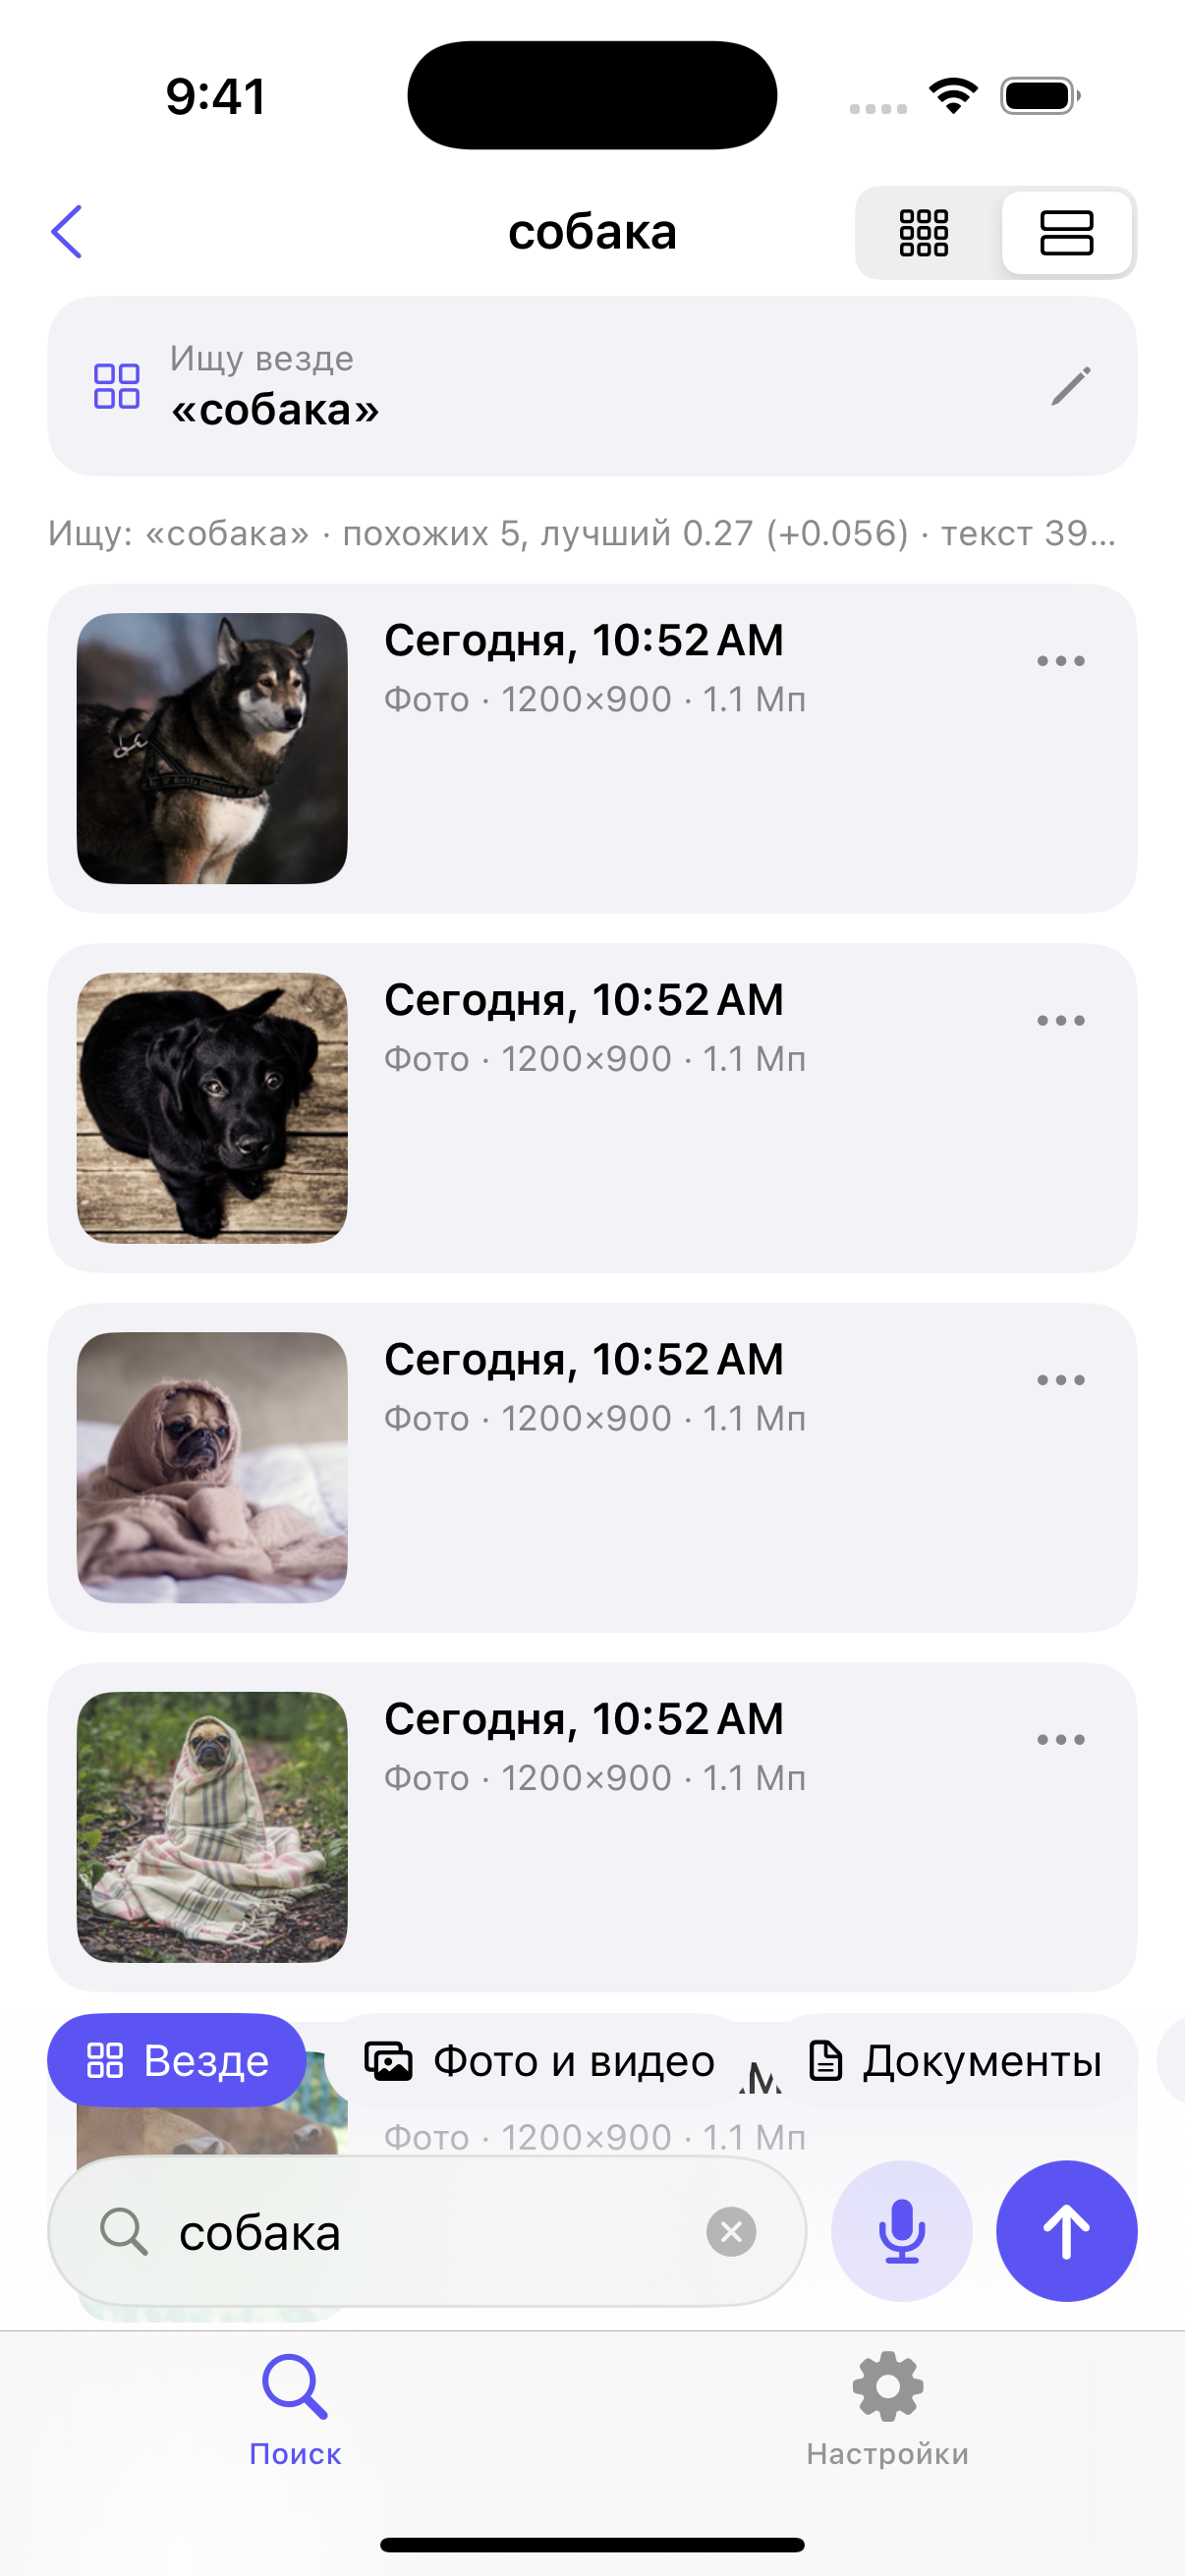 9:41
собака
Ищу везде
«собака»
Ищу: «собака» · похожих 5, лучший 0.27 (+0.056) · текст 39...
Сегодня, 10:52 AM
Фото · 1200×900 · 1.1 Мп
Сегодня, 10:52 AM
Фото · 1200×900 · 1.1 Мп
Сегодня, 10:52 AM
Фото · 1200×900 · 1.1 Мп
Сегодня, 10:52 AM
Фото · 1200×900 · 1.1 Мп
Везде Фото и видео Документы
Фото · 1200×900 · 1.1 Мп
собака
Поиск Настройки